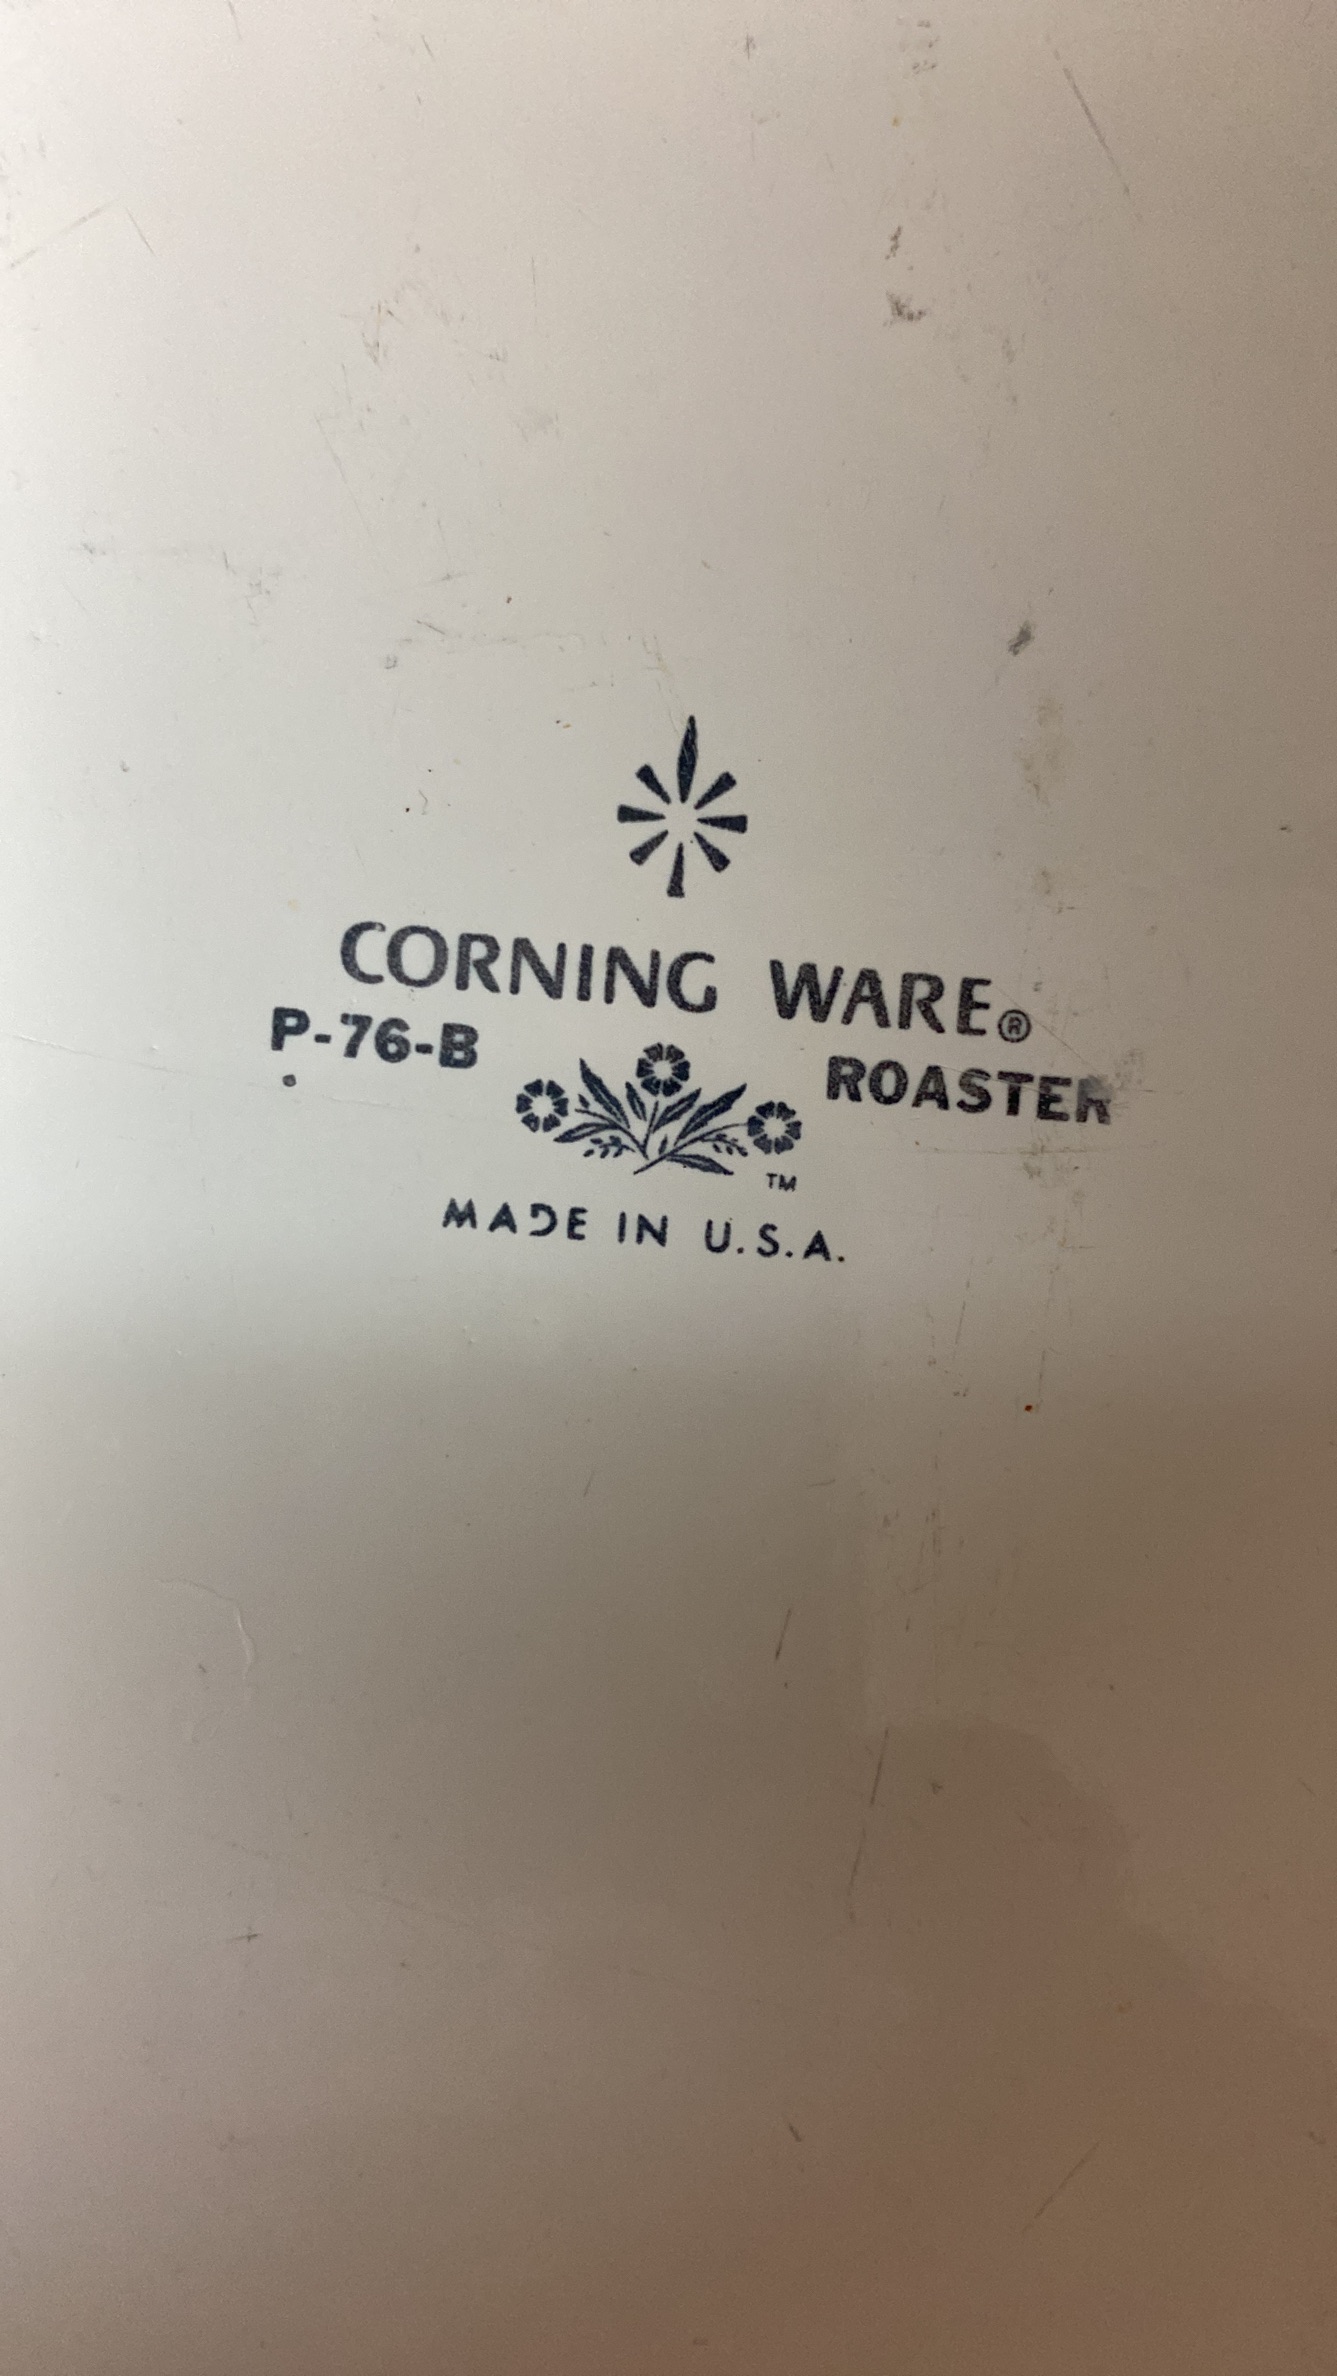 CORNING WARE®
P-76-B ROASTER
TM
MADE IN U.S.A.